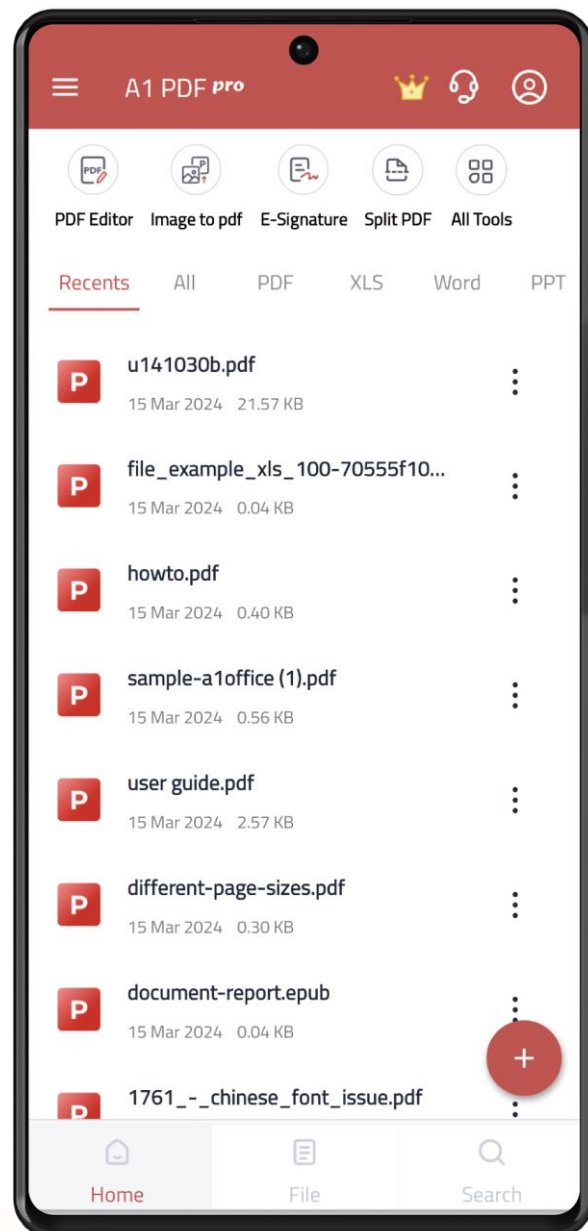 A1 PDF pro
PDF Editor Image to pdf E-Signature Split PDF All Tools
Recents All PDF XLS Word PPT
u141030b.pdf
15 Mar 2024 21.57 KB
file_example_xls_100-70555f10...
15 Mar 2024 0.04 KB
howto.pdf
15 Mar 2024 0.40 KB
sample-a1office (1).pdf
15 Mar 2024 0.56 KB
user guide.pdf
15 Mar 2024 2.57 KB
different-page-sizes.pdf
15 Mar 2024 0.30 KB
document-report.epub
15 Mar 2024 0.04 KB
1761_-_chinese_font_issue.pdf
Home File Search